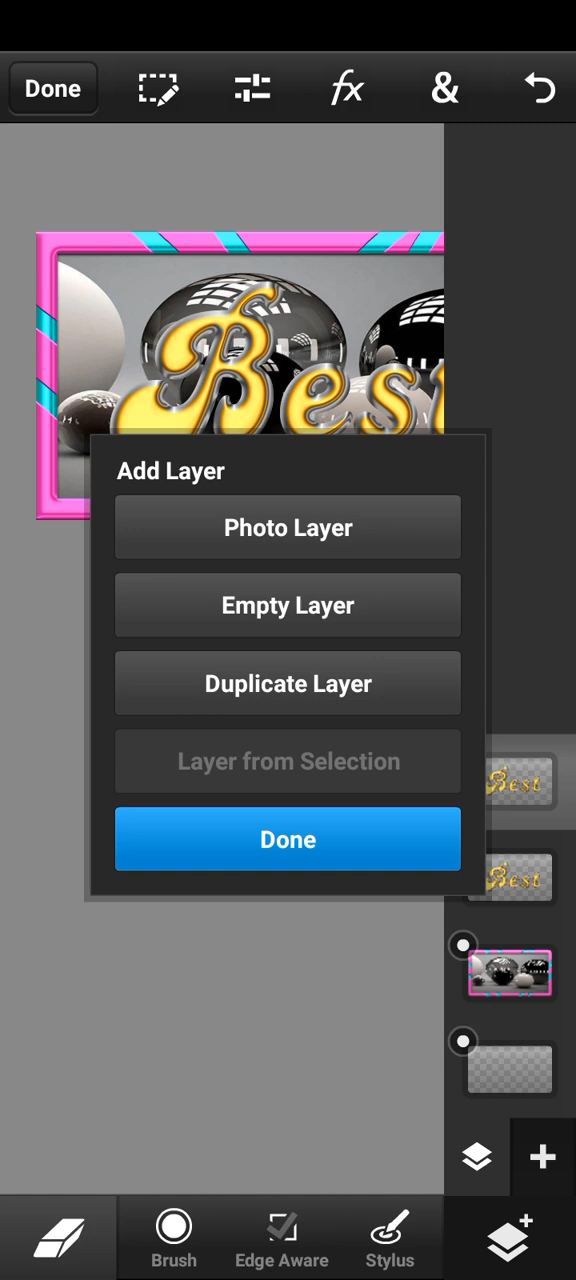 Done
fx
&
Best
Add Layer
Photo Layer
Empty Layer
Duplicate Layer
Layer from Selection
Done
Best
Best
Brush
Edge Aware
Stylus